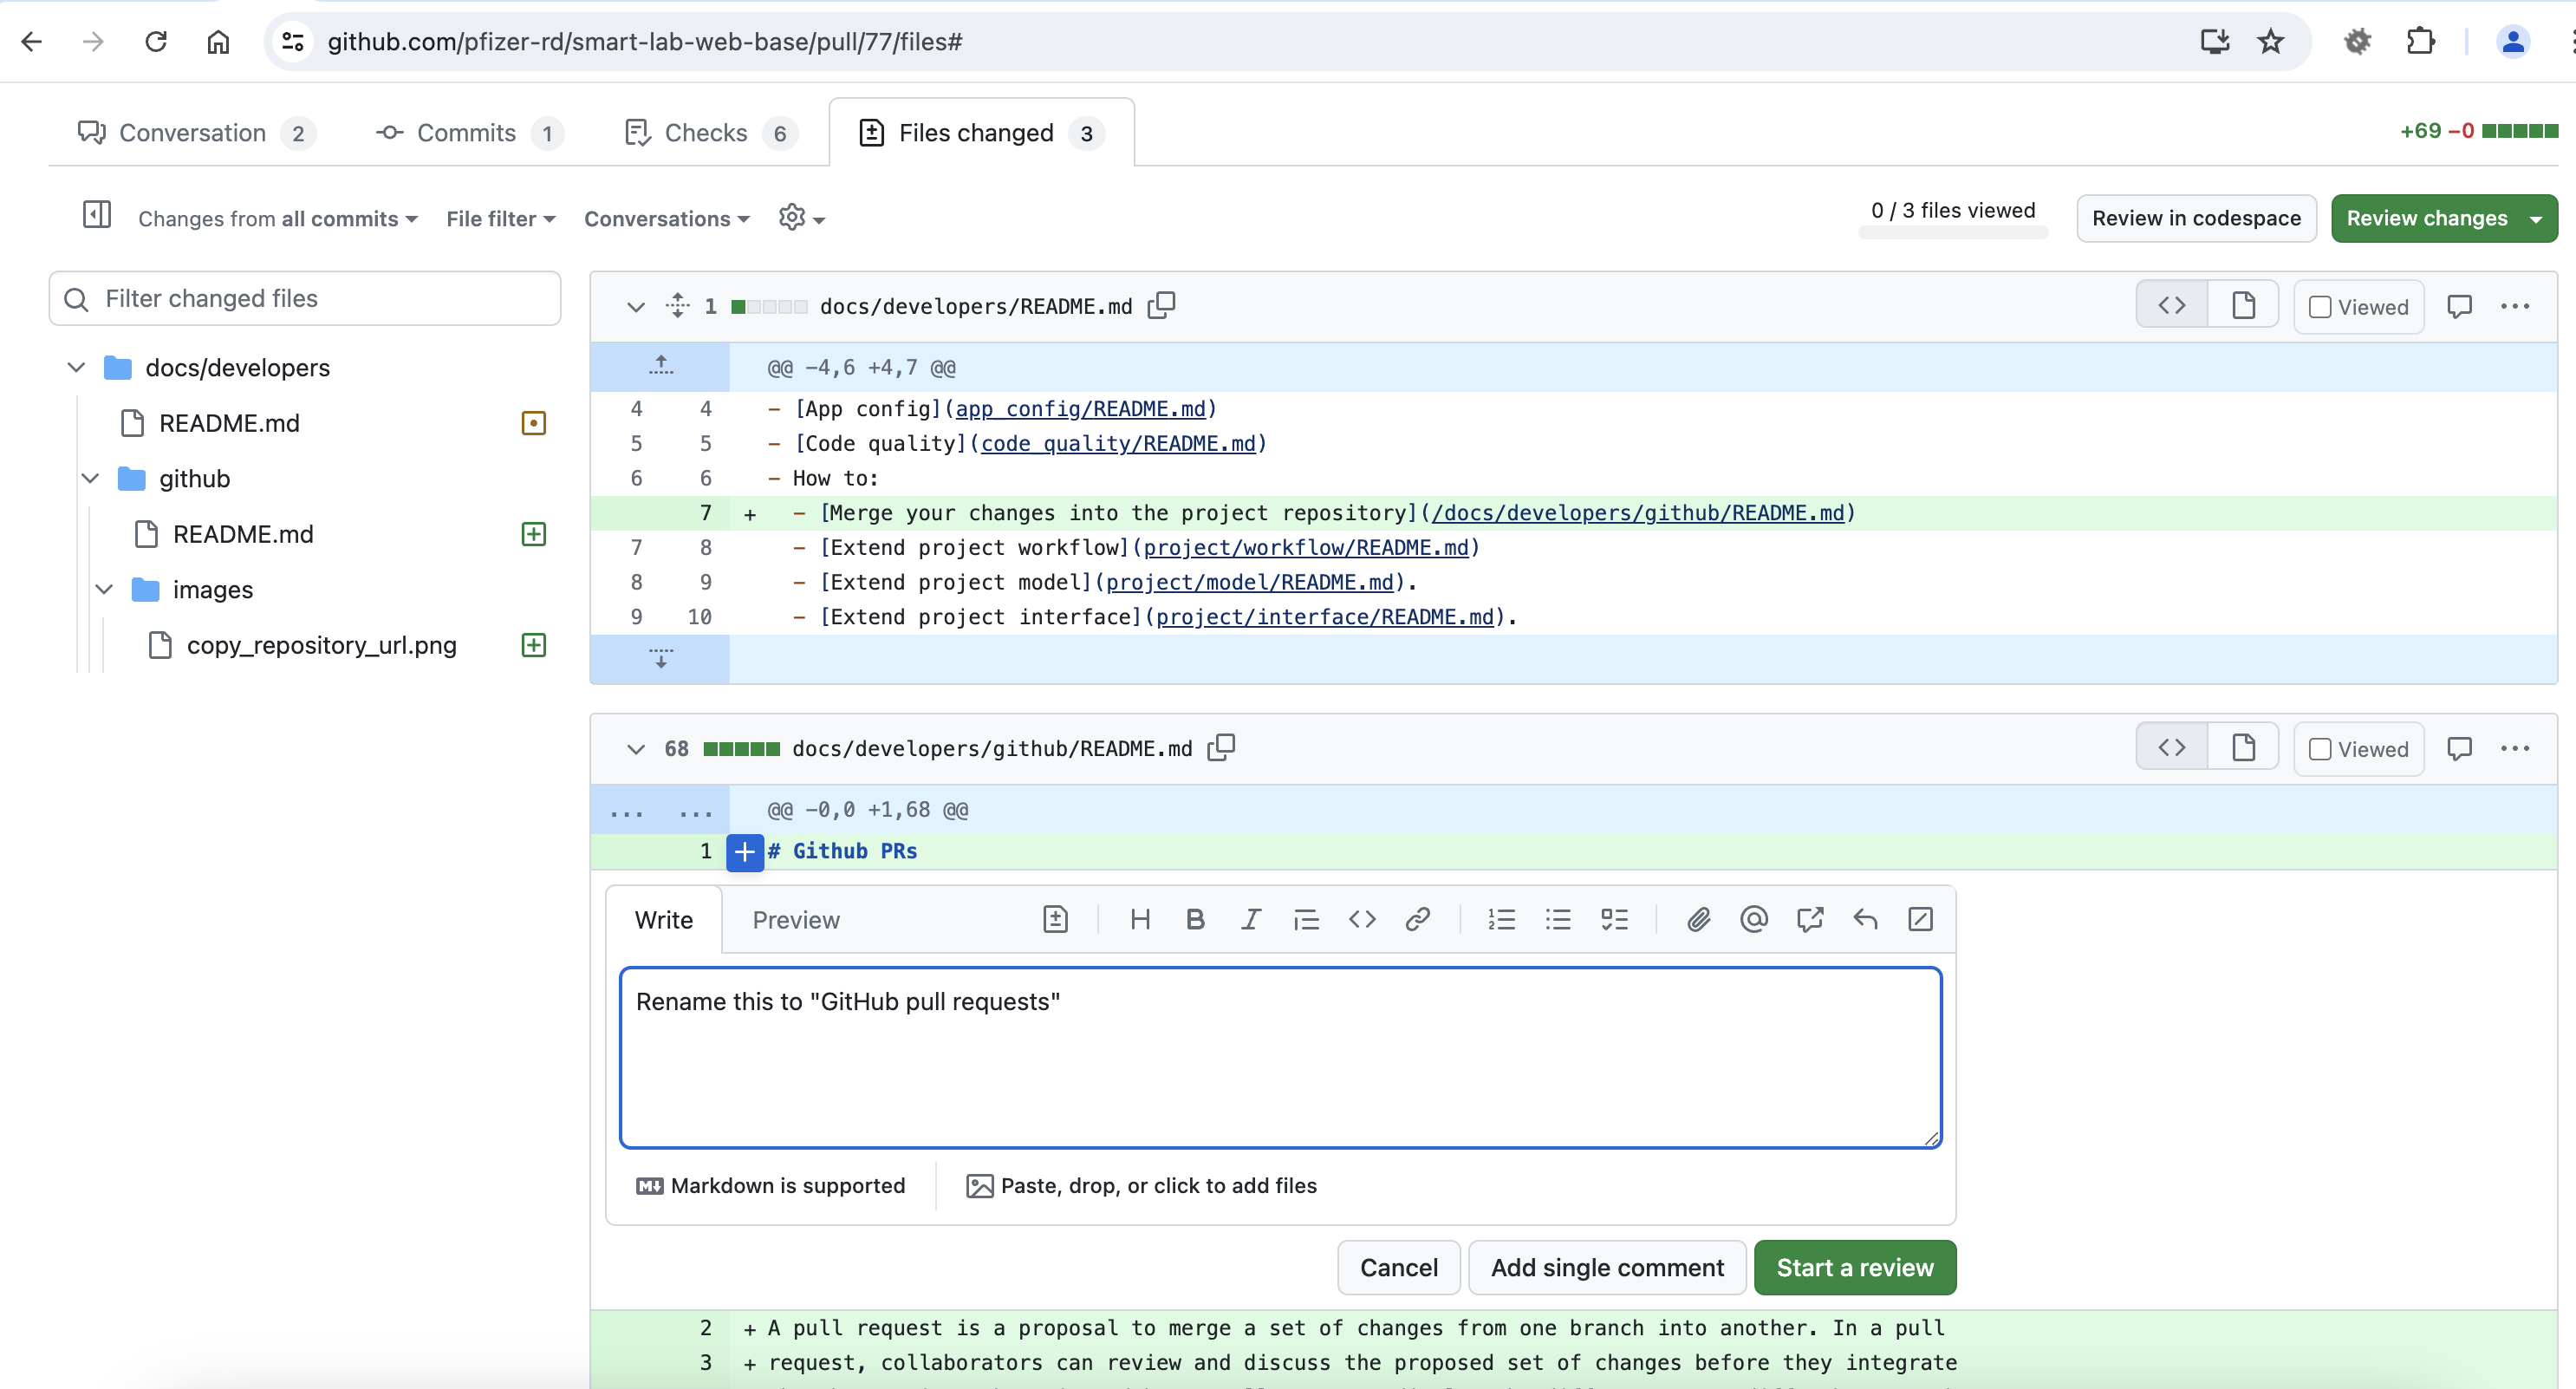 github.com/pfizer-rd/smart-lab-web-base/pull/77/files#
Conversation 2
Commits 1
Checks 6
Files changed 3
+69 −0
Changes from all commits
File filter
Conversations
0 / 3 files viewed
Review in codespace
Review changes
Filter changed files
docs/developers
README.md
github
README.md
images
copy_repository_url.png
1 docs/developers/README.md
Viewed
@@ -4,6 +4,7 @@
4 4 - [App config](app_config/README.md)
5 5 - [Code quality](code_quality/README.md)
6 6 - How to:
7 + - [Merge your changes into the project repository](/docs/developers/github/README.md)
7 8 - [Extend project workflow](project/workflow/README.md)
8 9 - [Extend project model](project/model/README.md).
9 10 - [Extend project interface](project/interface/README.md).
68 docs/developers/github/README.md
Viewed
... ... @@ -0,0 +1,68 @@
1 + # Github PRs
Write
Preview
Rename this to "GitHub pull requests"
Markdown is supported
Paste, drop, or click to add files
Cancel
Add single comment
Start a review
2 + A pull request is a proposal to merge a set of changes from one branch into another. In a pull
3 + request, collaborators can review and discuss the proposed set of changes before they integrate